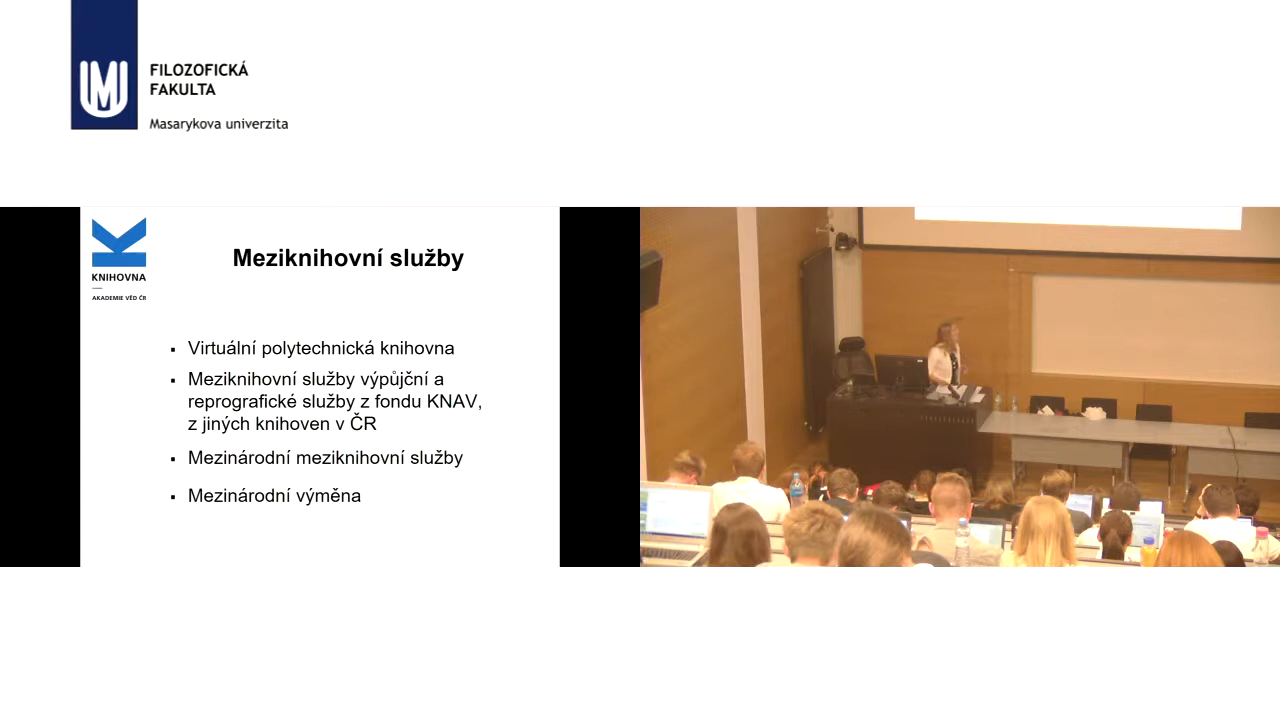 FILOZOFICKÁ
FAKULTA
Masarykova univerzita
KNIHOVNA
AKADEMIE VĚD ČR
Meziknihovní služby
Virtuální polytechnická knihovna
Meziknihovní služby výpůjční a
reprografické služby z fondu KNAV,
z jiných knihoven v ČR
Mezinárodní meziknihovní služby
Mezinárodní výměna